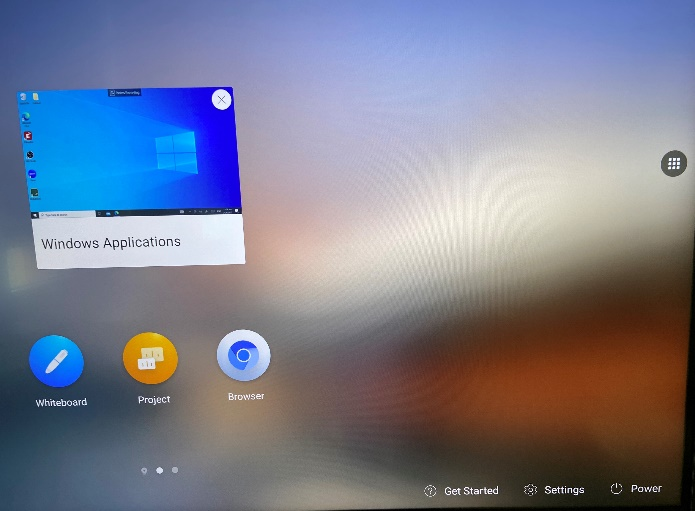 Windows Applications
Whiteboard
Project
Browser
Get Started
Settings
Power